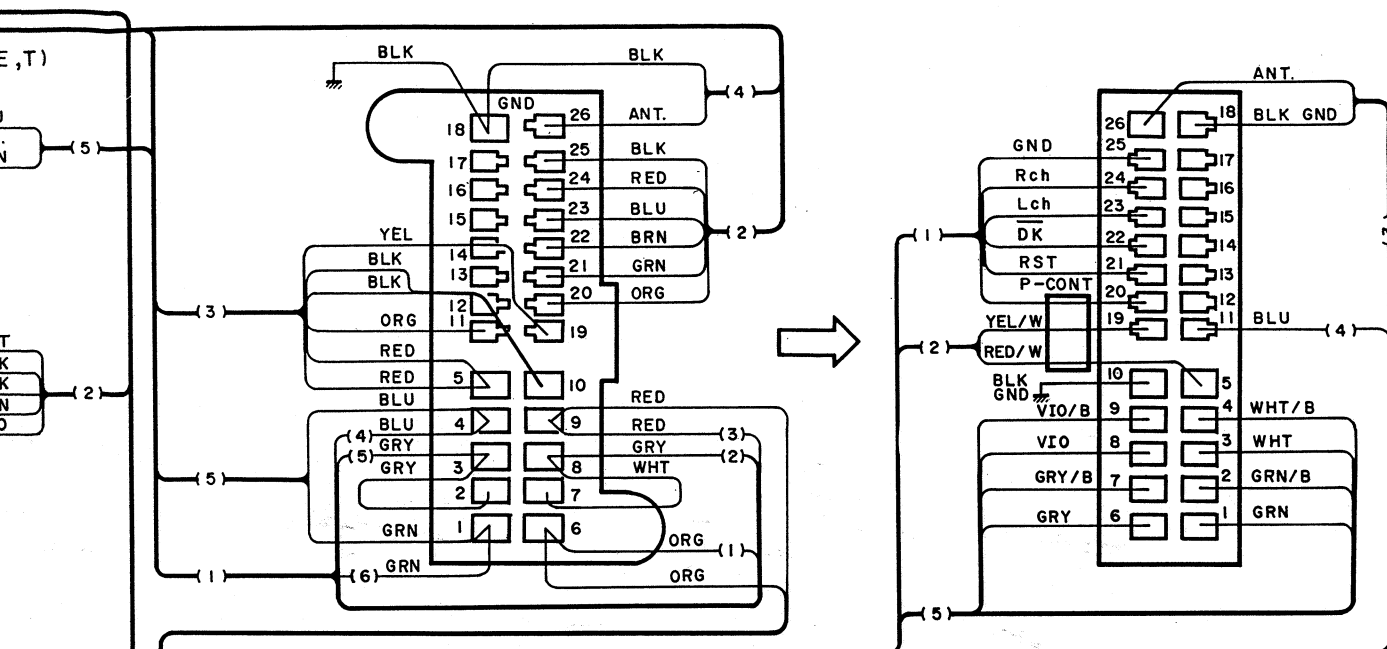 E,T)
BLK
BLK
(4)
GND
ANT.
18
26
BLK
17
25
RED
16
24
BLU
15
23
BRN
(2)
YEL
14
22
GRN
BLK
13
21
ORG
BLK
12
20
(3)
ORG
11
19
RED
RED
5
10
BLU
RED
BLU
4
9
RED
(4)
(3)
GRY
GRY
(5)
(2)
GRY
3
8
WHT
2
7
(5)
GRN
1
6
ORG
(1)
(1)
(6)
GRN
ORG
(5)
N
T
K
K
N
O
(2)
ANT.
26
18
BLK GND
GND
25
17
Rch
24
16
Lch
23
15
(1)
DK
22
14
RST
21
13
P-CONT
20
12
YEL/W
19
11
BLU
(4)
(2)
RED/W
BLK
GND
10
5
VIO/B
9
4
WHT/B
VIO
8
3
WHT
GRY/B
7
2
GRN/B
GRY
6
1
GRN
(5)